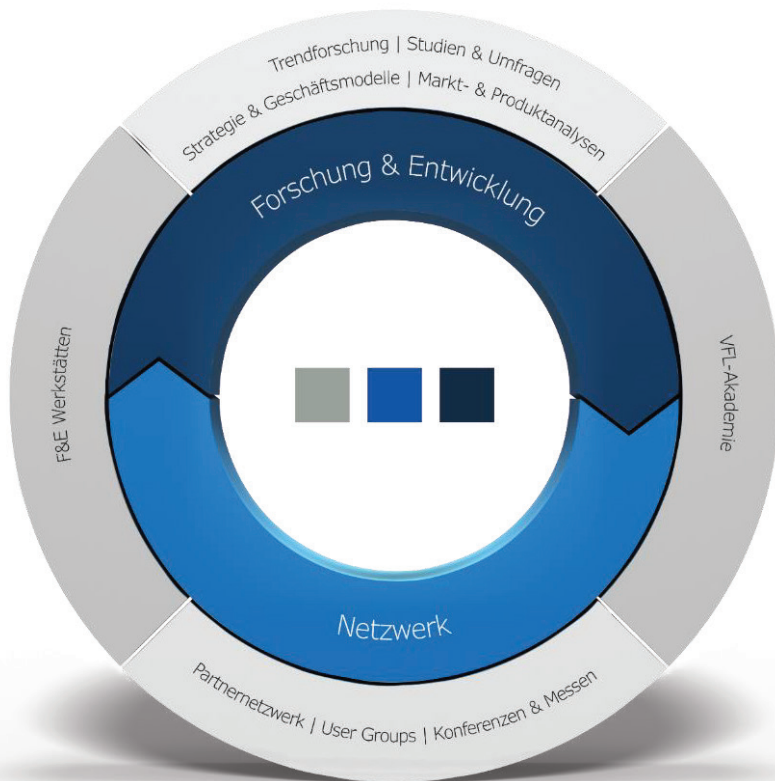 Trendforschung | Studien & Umfragen
Strategie & Geschäftsmodelle | Markt- & Produktanalysen
Forschung & Entwicklung
F&E Werkstätten
VFL-Akademie
Netzwerk
Partnernetzwerk | User Groups | Konferenzen & Messen